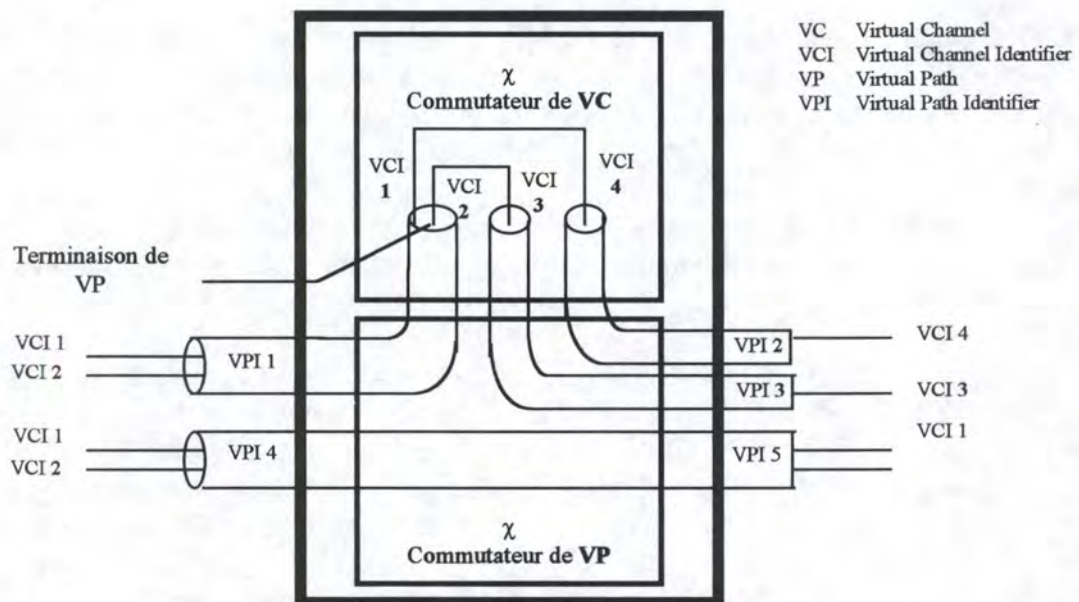 VC Virtual Channel
VCI Virtual Channel Identifier
VP Virtual Path
VPI Virtual Path Identifier
χ
Commutateur de VC
VCI
1
VCI
2
VCI
3
VCI
4
Terminaison de
VP
VCI 1
VCI 2
VPI 1
VPI 2
VCI 4
VPI 3
VCI 3
VCI 1
VCI 2
VPI 4
VPI 5
VCI 1
χ
Commutateur de VP